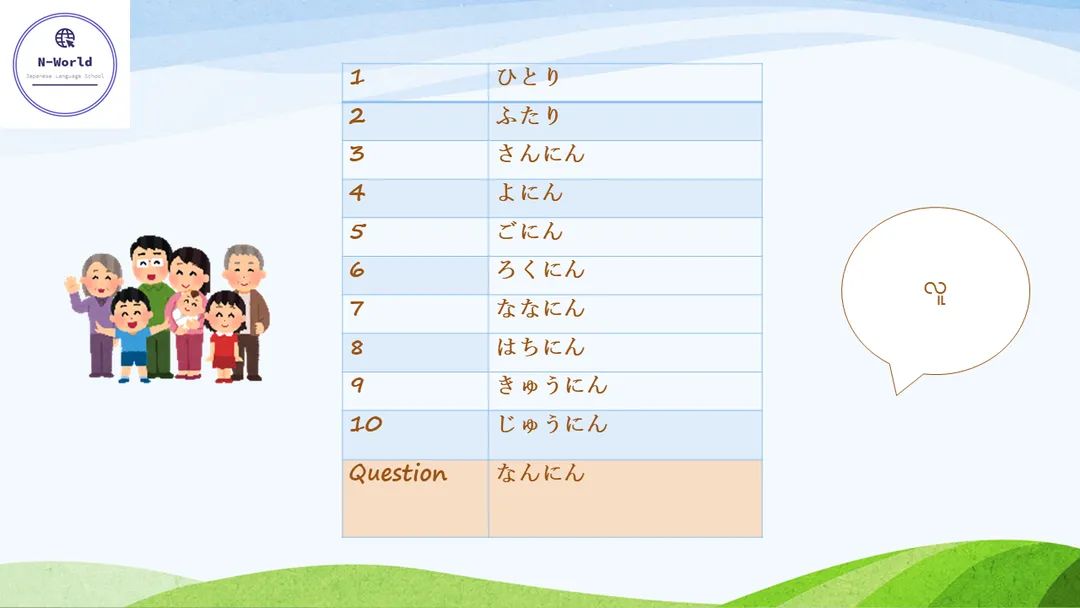 N-World
Japanese Language School
1 ひとり
2 ふたり
3 さんにん
4 よにん
5 ごにん
6 ろくにん
7 ななにん
8 はちにん
9 きゅうにん
10 じゅうにん
Question なんにん